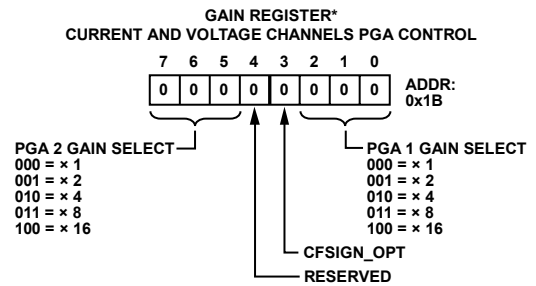 GAIN REGISTER*
CURRENT AND VOLTAGE CHANNELS PGA CONTROL
7 6 5 4 3 2 1 0
0 0 0 0 0 0 0 0
ADDR:
0x1B
PGA 2 GAIN SELECT
000 = × 1
001 = × 2
010 = × 4
011 = × 8
100 = × 16
PGA 1 GAIN SELECT
000 = × 1
001 = × 2
010 = × 4
011 = × 8
100 = × 16
CFSIGN_OPT
RESERVED